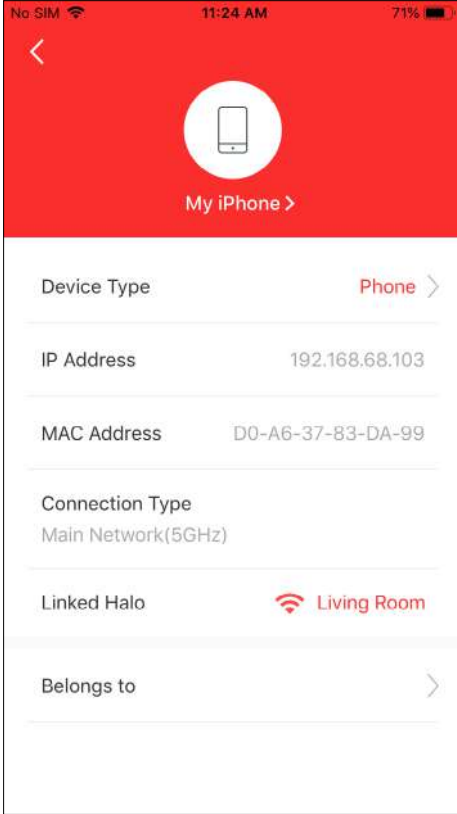 No SIM 11:24 AM 71%
My iPhone >
Device Type Phone >
IP Address 192.168.68.103
MAC Address D0-A6-37-83-DA-99
Connection Type
Main Network(5GHz)
Linked Halo Living Room
Belongs to >